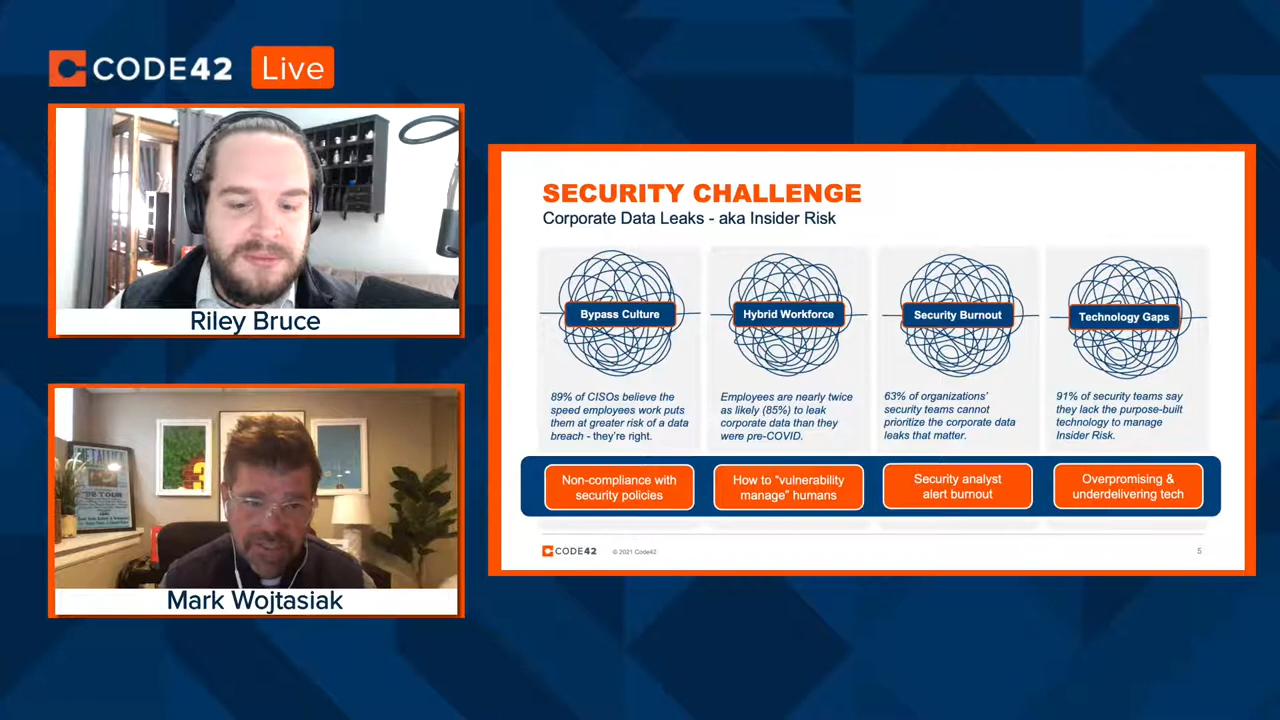 CODE42 Live
Riley Bruce
Mark Wojtasiak
SECURITY CHALLENGE
Corporate Data Leaks - aka Insider Risk
Bypass Culture
89% of CISOs believe the
speed employees work puts
them at greater risk of a data
breach - they're right.
Non-compliance with
security policies
Hybrid Workforce
Employees are nearly twice
as likely (85%) to leak
corporate data than they
were pre-COVID.
How to “vulnerability
manage” humans
Security Burnout
63% of organizations’
security teams cannot
prioritize the corporate data
leaks that matter.
Security analyst
alert burnout
Technology Gaps
91% of security teams say
they lack the purpose-built
technology to manage
Insider Risk.
Overpromising &
underdelivering tech
CODE42
© 2021 Code42
5